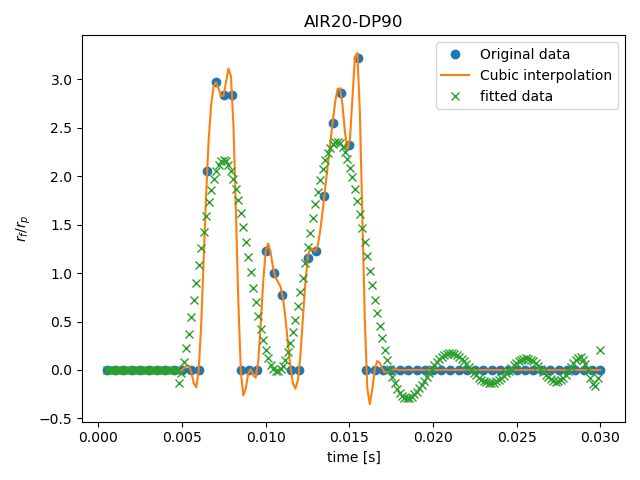 AIR20-DP90
Original data
Cubic interpolation
fitted data
r_f/r_p
3.0
2.5
2.0
1.5
1.0
0.5
0.0
−0.5
0.000 0.005 0.010 0.015 0.020 0.025 0.030
time [s]